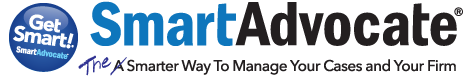 Get
Smart!
SmartAdvocate®
SmartAdvocate®
The A Smarter Way To Manage Your Cases and Your Firm